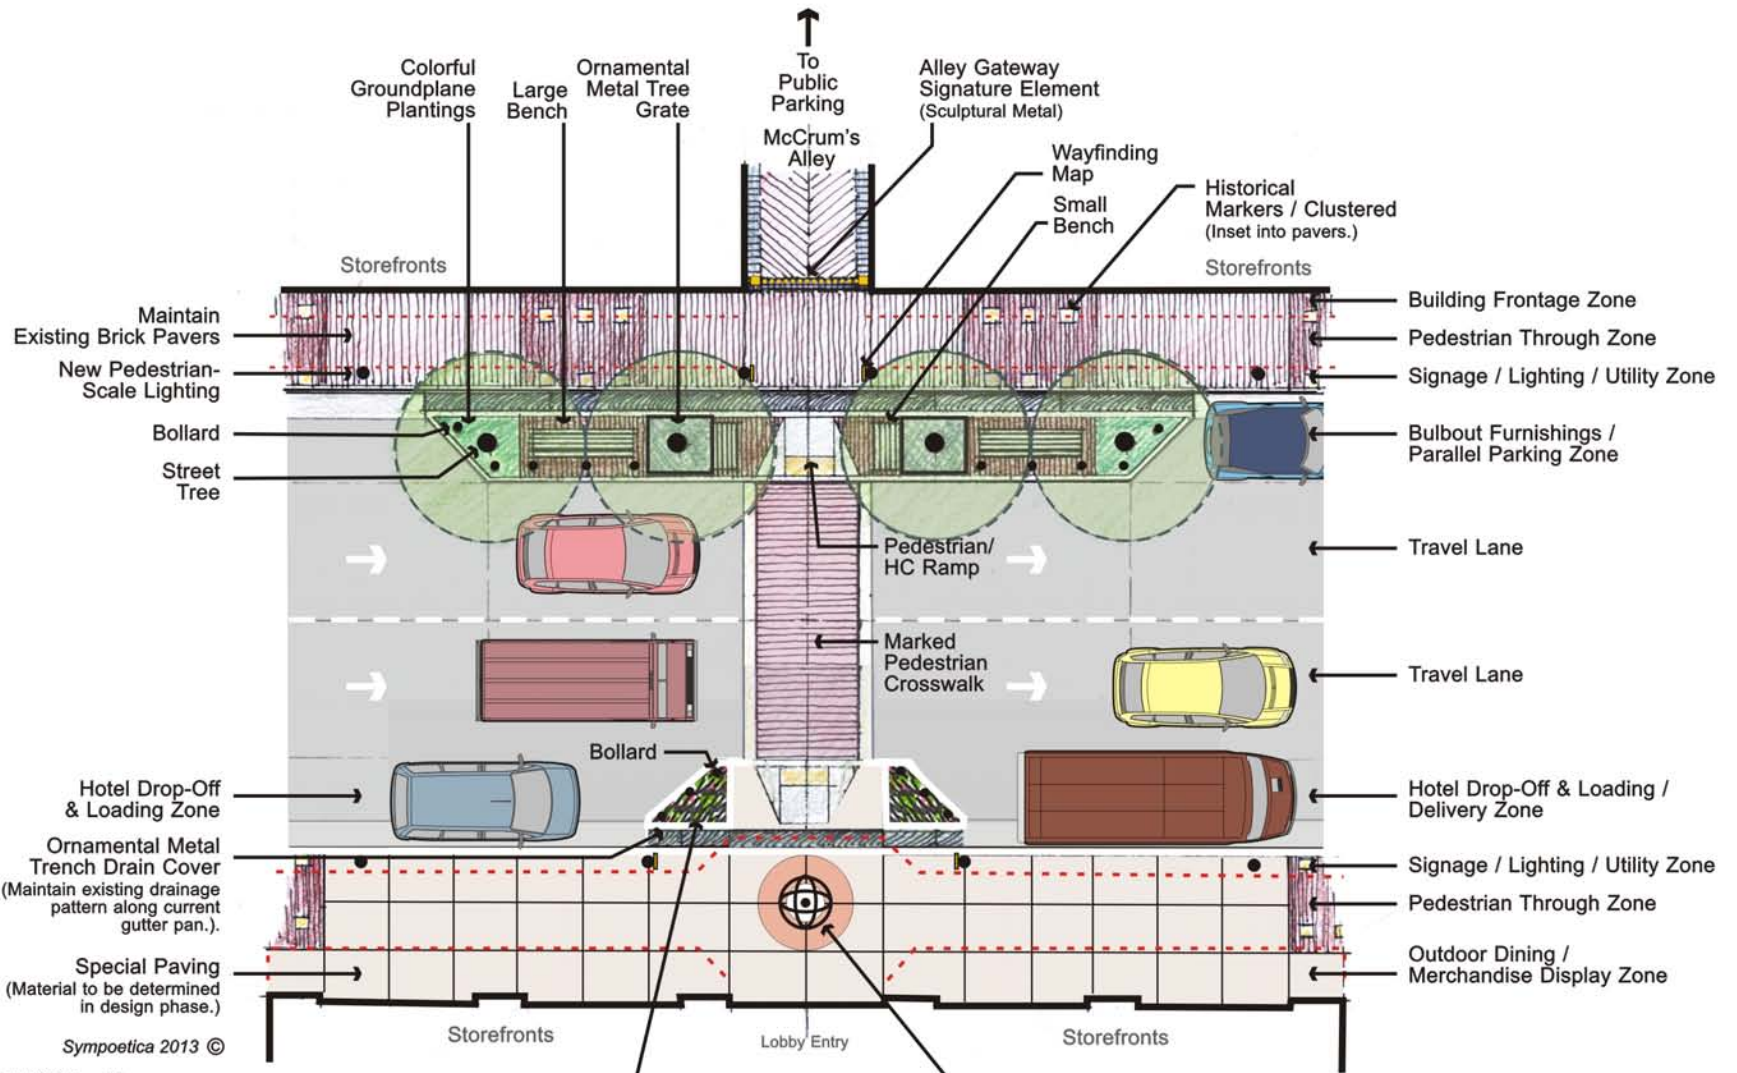 To
Public
Parking
McCrum's
Alley
Colorful
Groundplane
Plantings
Large
Bench
Ornamental
Metal Tree
Grate
Alley Gateway
Signature Element
(Sculptural Metal)
Wayfinding
Map
Small
Bench
Historical
Markers / Clustered
(Inset into pavers.)
Storefronts
Storefronts
Maintain
Existing Brick Pavers
New Pedestrian-
Scale Lighting
Bollard
Street
Tree
Building Frontage Zone
Pedestrian Through Zone
Signage / Lighting / Utility Zone
Bulbout Furnishings /
Parallel Parking Zone
Pedestrian/
HC Ramp
Travel Lane
Marked
Pedestrian
Crosswalk
Travel Lane
Bollard
Hotel Drop-Off
& Loading Zone
Hotel Drop-Off & Loading /
Delivery Zone
Ornamental Metal
Trench Drain Cover
(Maintain existing drainage
pattern along current
gutter pan.).
Signage / Lighting / Utility Zone
Pedestrian Through Zone
Special Paving
(Material to be determined
in design phase.)
Outdoor Dining /
Merchandise Display Zone
Storefronts
Lobby Entry
Storefronts
Sympoetica 2013 ©